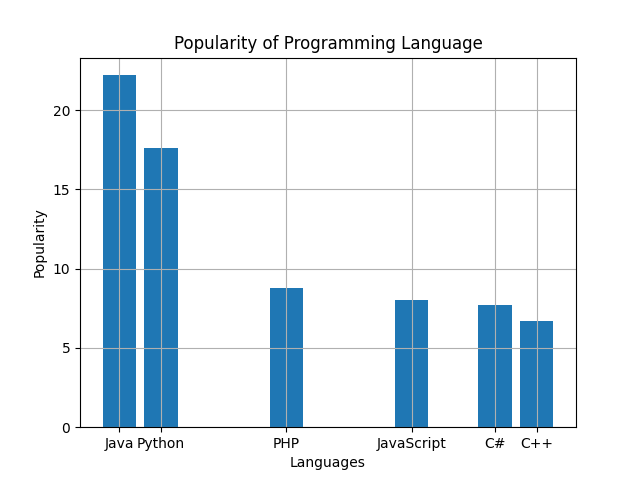 Popularity of Programming Language
20
15
10
5
0
Popularity
Java Python PHP JavaScript C# C++
Languages